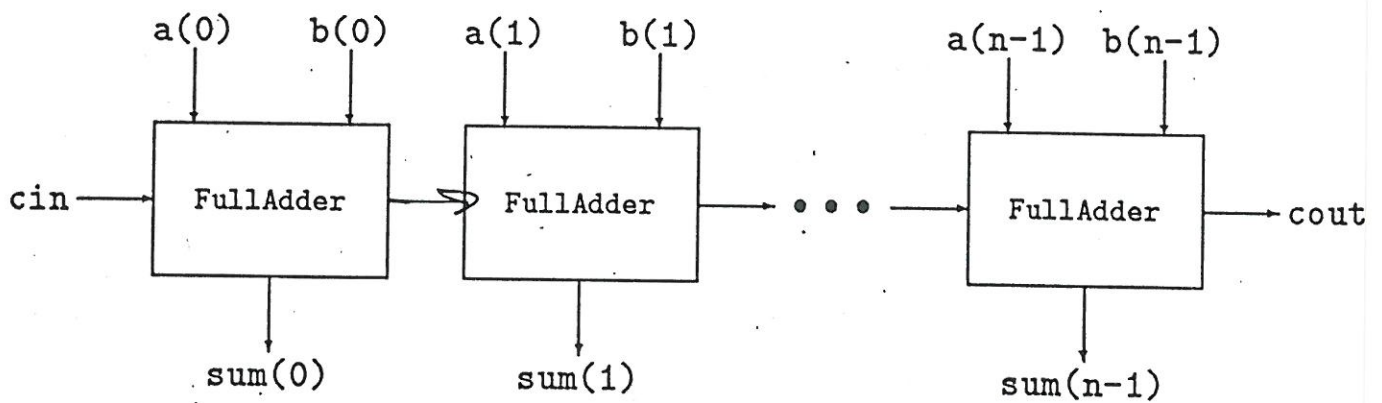 a(0) b(0) a(1) b(1) a(n-1) b(n-1)
cin FullAdder FullAdder FullAdder cout
sum(0) sum(1) sum(n-1)